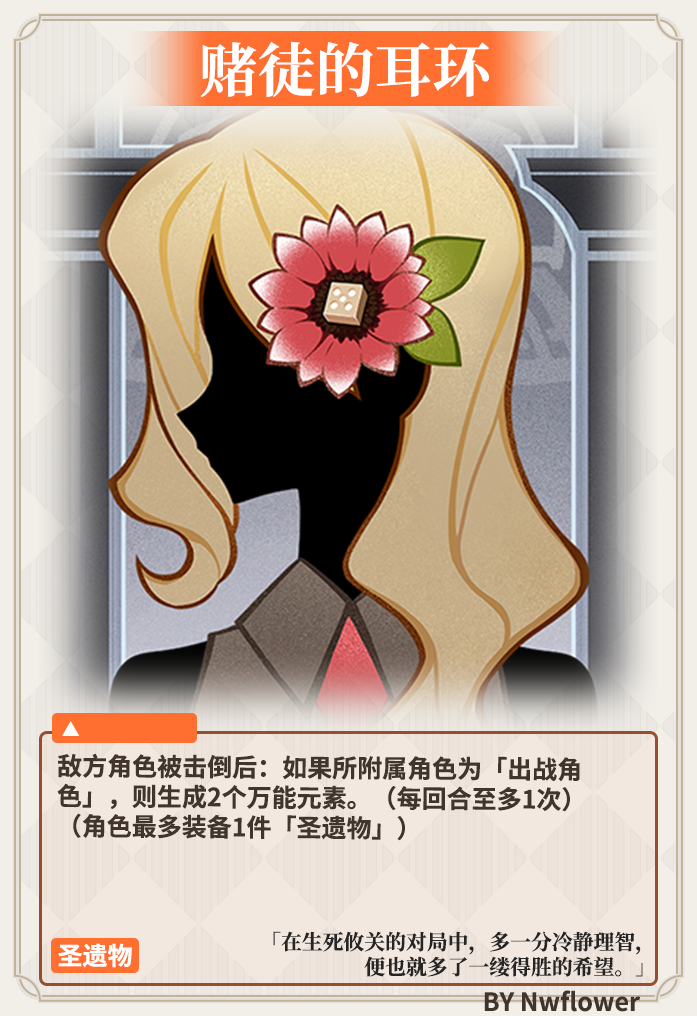 赌徒的耳环
敌方角色被击倒后：如果所附属角色为「出战角
色」，则生成2个万能元素。（每回合至多1次）
（角色最多装备1件「圣遗物」）
圣遗物
「在生死攸关的对局中，多一分冷静理智，
便也就多了一缕得胜的希望。」
BY Nwflower